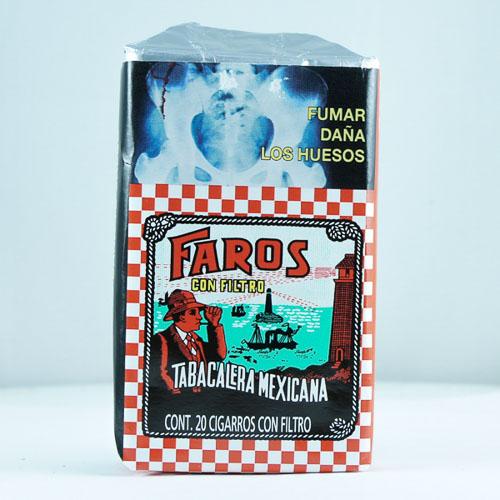 FUMAR
DAÑA
LOS HUESOS
FAROS
CON FILTRO
TABACALERA MEXICANA
CONT. 20 CIGARROS CON FILTRO